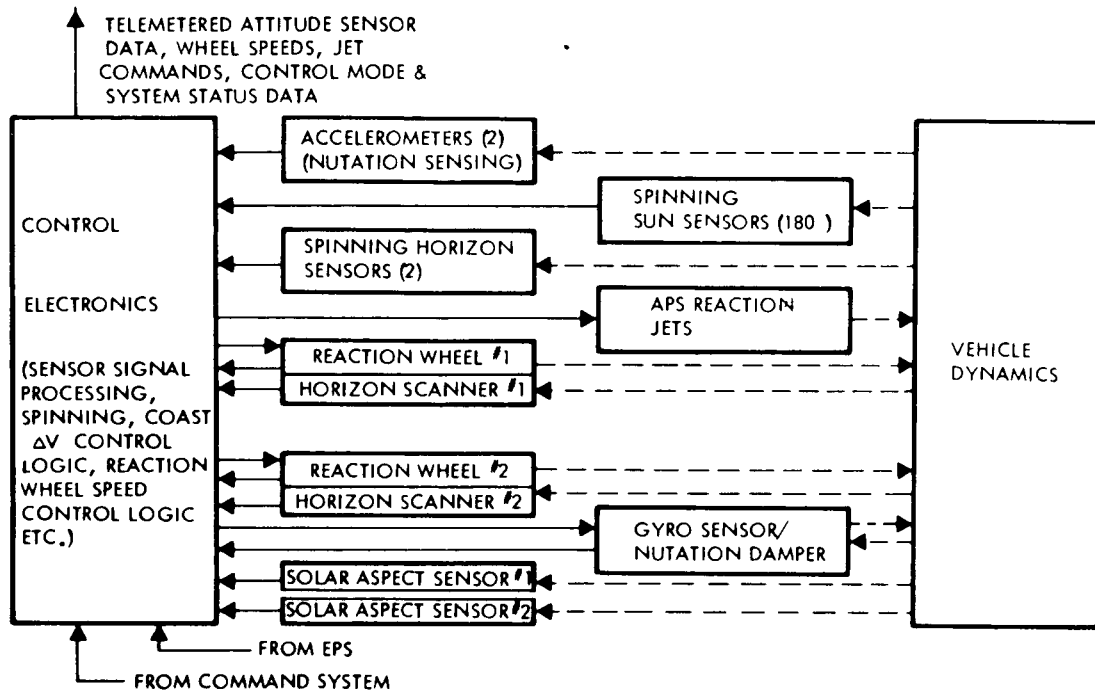 TELEMETERED ATTITUDE SENSOR
DATA, WHEEL SPEEDS, JET
COMMANDS, CONTROL MODE &
SYSTEM STATUS DATA
CONTROL
ELECTRONICS
(SENSOR SIGNAL
PROCESSING,
SPINNING, COAST
ΔV CONTROL
LOGIC, REACTION
WHEEL SPEED
CONTROL LOGIC
ETC.)
ACCELEROMETERS (2)
(NUTATION SENSING)
SPINNING
SUN SENSORS (180 )
SPINNING HORIZON
SENSORS (2)
APS REACTION
JETS
REACTION WHEEL #1
HORIZON SCANNER #1
REACTION WHEEL #2
HORIZON SCANNER #2
GYRO SENSOR/
NUTATION DAMPER
SOLAR ASPECT SENSOR #1
SOLAR ASPECT SENSOR #2
VEHICLE
DYNAMICS
FROM EPS
FROM COMMAND SYSTEM